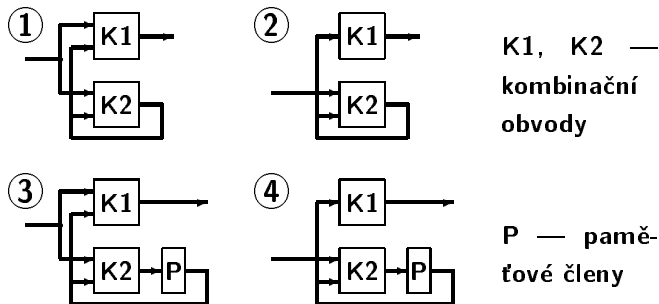 1 K1 2 K1 K1, K2 —
kombinační
K2 K2 obvody
3 K1 4 K1
P — pamě-
K2 P K2 P ťové členy